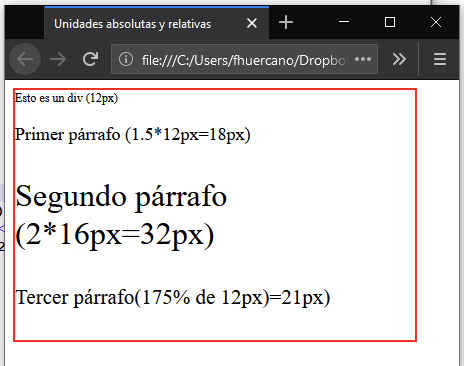 Unidades absolutas y relativas
file:///C:/Users/fhuercano/Dropbo
Esto es un div (12px)
Primer párrafo (1.5*12px=18px)
Segundo párrafo
(2*16px=32px)
Tercer párrafo(175% de 12px)=21px)